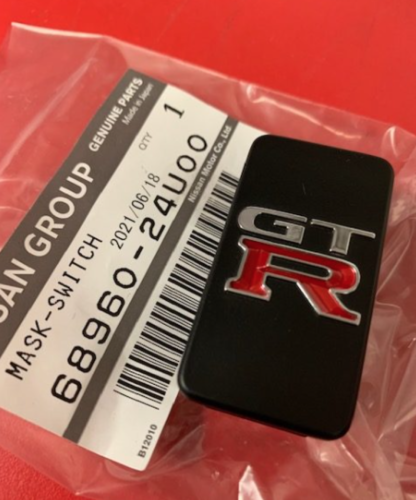 SAN GROUP
GENUINE PARTS
Made in Japan
MASK-SWITCH
2021/06/18
QTY 1
68960-24U00
Nissan Motor Co., Ltd
B12010
GT
R